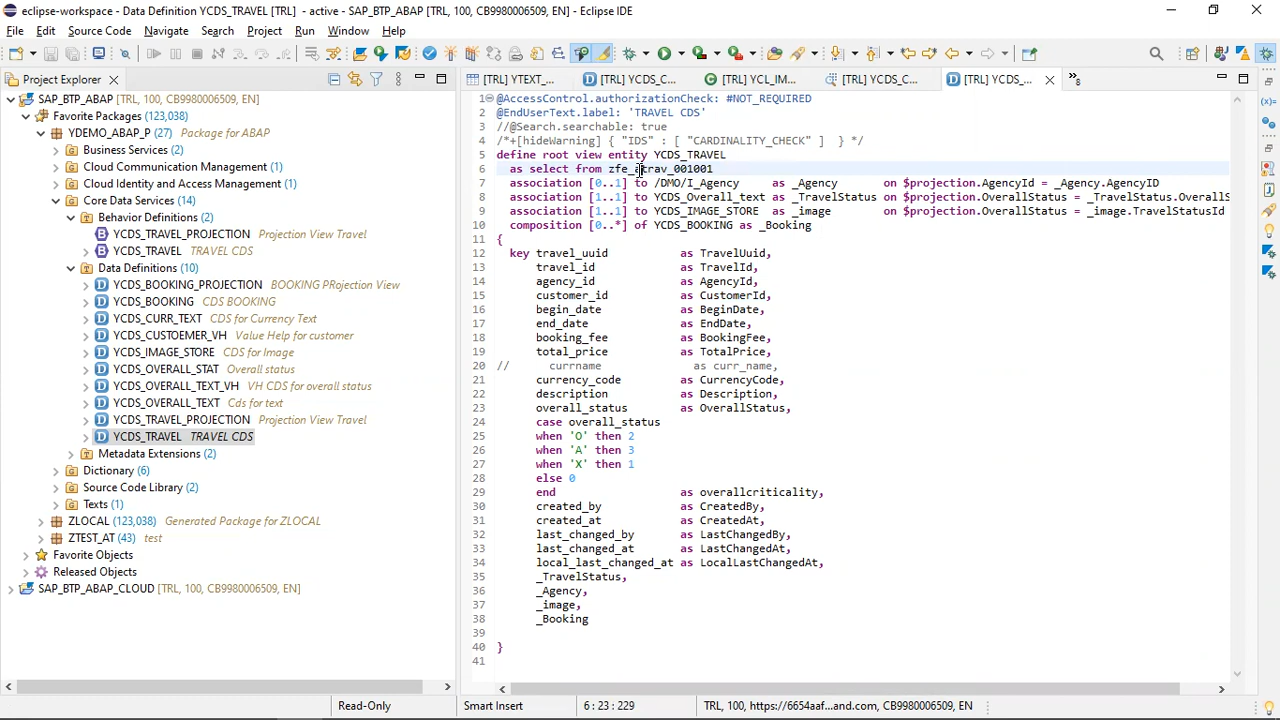 eclipse-workspace - Data Definition YCDS_TRAVEL [TRL] - active - SAP_BTP_ABAP, TRL, 100, CB9980006509, EN] - Eclipse IDE
File Edit Source Code Navigate Search Project Run Window Help
Project Explorer
[TRL] YTEXT_... [TRL] YCDS_C... [TRL] YCL_IM... [TRL] YCDS_C... [TRL] YCDS_...
SAP_BTP_ABAP [TRL, 100, CB9980006509, EN]
Favorite Packages (123,038)
YDEMO_ABAP_P (27) Package for ABAP
Business Services (2)
Cloud Communication Management (1)
Cloud Identity and Access Management (1)
Core Data Services (14)
Behavior Definitions (2)
YCDS_TRAVEL_PROJECTION Projection View Travel
YCDS_TRAVEL TRAVEL CDS
Data Definitions (10)
YCDS_BOOKING_PROJECTION BOOKING PRojection View
YCDS_BOOKING CDS BOOKING
YCDS_CURR_TEXT CDS for Currency Text
YCDS_CUSTOEMER_VH Value Help for customer
YCDS_IMAGE_STORE CDS for Image
YCDS_OVERALL_STAT Overall status
YCDS_OVERALL_TEXT_VH VH CDS for overall status
YCDS_OVERALL_TEXT Cds for text
YCDS_TRAVEL_PROJECTION Projection View Travel
YCDS_TRAVEL TRAVEL CDS
Metadata Extensions (2)
Dictionary (6)
Source Code Library (2)
Texts (1)
ZLOCAL (123,038) Generated Package for ZLOCAL
ZTEST_AT (43) test
Favorite Objects
Released Objects
SAP_BTP_ABAP_CLOUD [TRL, 100, CB9980006509, EN]
1 @AccessControl.authorizationCheck: #NOT_REQUIRED
2 @EndUserText.label: 'TRAVEL CDS'
3 //@Search.searchable: true
4 /*+[hideWarning] { "IDS" : [ "CARDINALITY_CHECK" ] } */
5 define root view entity YCDS_TRAVEL
6 as select from zfe_atrav_001001
7 association [0..1] to /DMO/I_Agency as _Agency on $projection.AgencyId = _Agency.AgencyID
8 association [1..1] to YCDS_Overall_text as _TravelStatus on $projection.OverallStatus = _TravelStatus.OverallS
9 association [1..1] to YCDS_IMAGE_STORE as _image on $projection.OverallStatus = _image.TravelStatusId
10 composition [0..*] of YCDS_BOOKING as _Booking
11 {
12 key travel_uuid as TravelUuid,
13 travel_id as TravelId,
14 agency_id as AgencyId,
15 customer_id as CustomerId,
16 begin_date as BeginDate,
17 end_date as EndDate,
18 booking_fee as BookingFee,
19 total_price as TotalPrice,
20 // currname as curr_name,
21 currency_code as CurrencyCode,
22 description as Description,
23 overall_status as OverallStatus,
24 case overall_status
25 when 'O' then 2
26 when 'A' then 3
27 when 'X' then 1
28 else 0
29 end as overallcriticality,
30 created_by as CreatedBy,
31 created_at as CreatedAt,
32 last_changed_by as LastChangedBy,
33 last_changed_at as LastChangedAt,
34 local_last_changed_at as LocalLastChangedAt,
35 _TravelStatus,
36 _Agency,
37 _image,
38 _Booking
39
40 }
41
Read-Only Smart Insert 6 : 23 : 229 TRL, 100, https://6654aaf...and.com, CB9980006509, EN